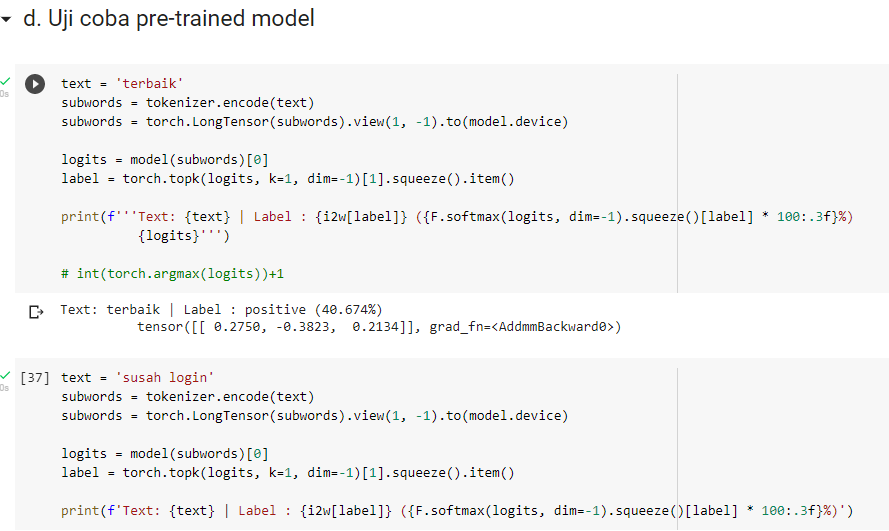 d. Uji coba pre-trained model
0s
text = 'terbaik'
subwords = tokenizer.encode(text)
subwords = torch.LongTensor(subwords).view(1, -1).to(model.device)
logits = model(subwords)[0]
label = torch.topk(logits, k=1, dim=-1)[1].squeeze().item()
print(f'''Text: {text} | Label : {i2w[label]} ({F.softmax(logits, dim=-1).squeeze()[label] * 100:.3f}%)
{logits}''')
# int(torch.argmax(logits))+1
Text: terbaik | Label : positive (40.674%)
tensor([[ 0.2750, -0.3823,  0.2134]], grad_fn=<AddmmBackward0>)
0s
[37] text = 'susah login'
subwords = tokenizer.encode(text)
subwords = torch.LongTensor(subwords).view(1, -1).to(model.device)
logits = model(subwords)[0]
label = torch.topk(logits, k=1, dim=-1)[1].squeeze().item()
print(f'Text: {text} | Label : {i2w[label]} ({F.softmax(logits, dim=-1).squeeze()[label] * 100:.3f}%)')